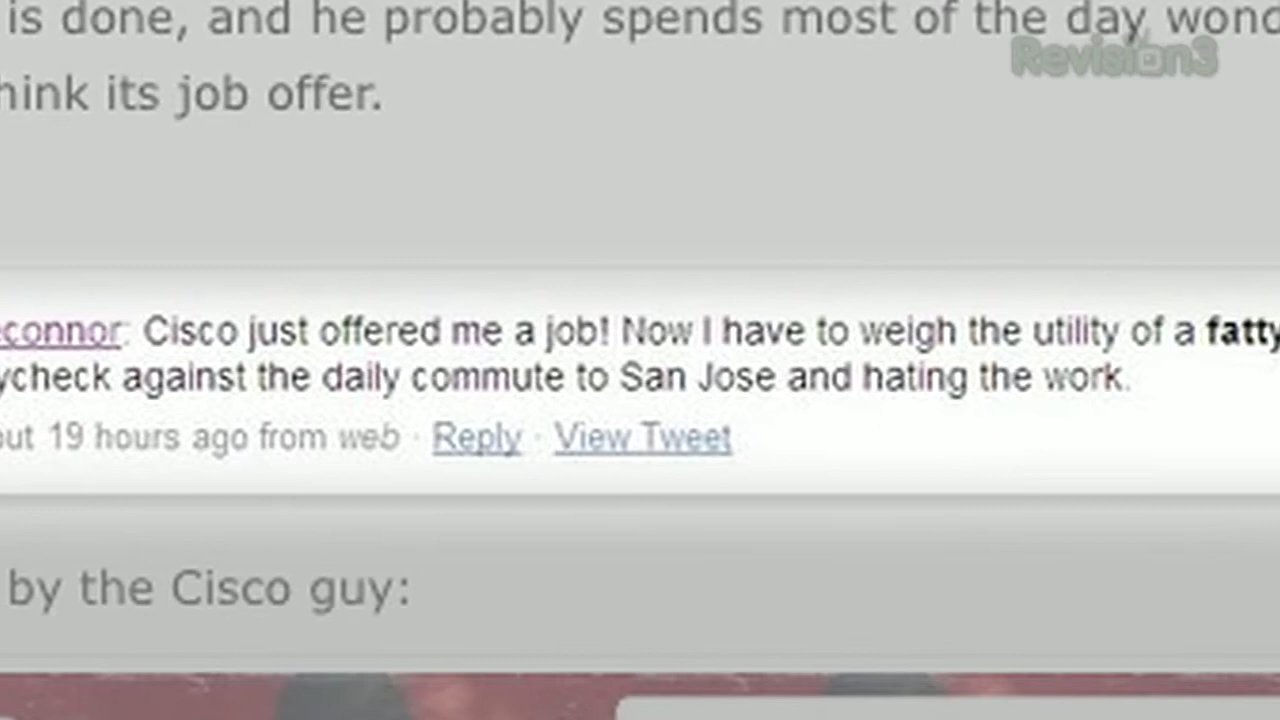 is done, and he probably spends most of the day wond
Revision3
hink its job offer.
connor: Cisco just offered me a job! Now I have to weigh the utility of a fatty
ycheck against the daily commute to San Jose and hating the work.
out 19 hours ago from web · Reply · View Tweet
by the Cisco guy: